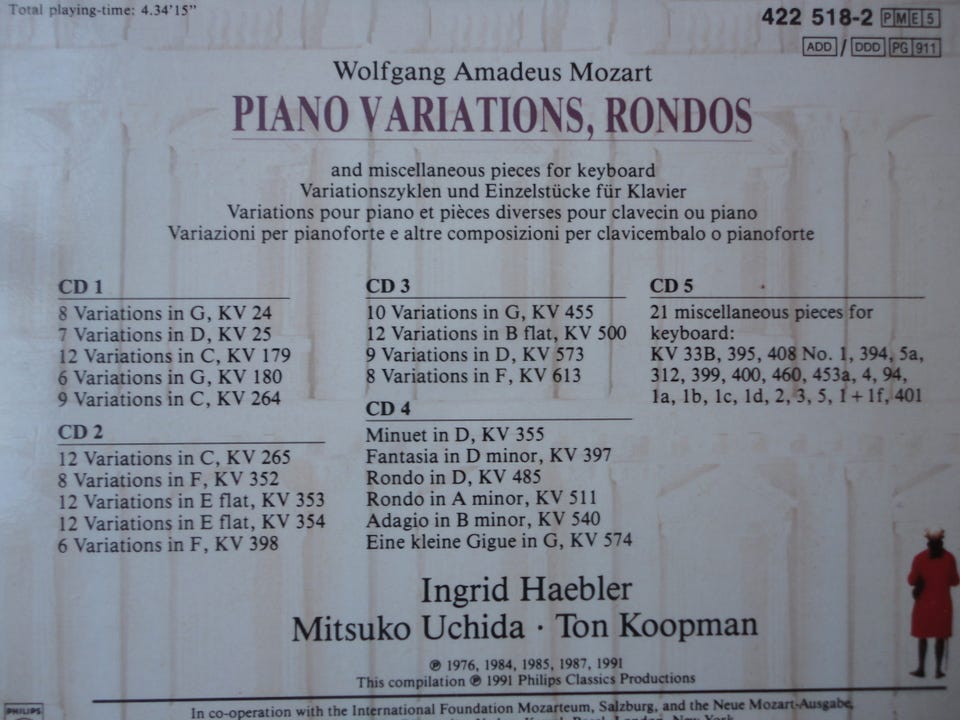 Total playing-time: 4.34'15"
422 518-2 PM E 5
ADD / DDD PG 911
Wolfgang Amadeus Mozart
PIANO VARIATIONS, RONDOS
and miscellaneous pieces for keyboard
Variationszyklen und Einzelstücke für Klavier
Variations pour piano et pièces diverses pour clavecin ou piano
Variazioni per pianoforte e altre composizioni per clavicembalo o pianoforte
CD 1
8 Variations in G, KV 24
7 Variations in D, KV 25
12 Variations in C, KV 179
6 Variations in G, KV 180
9 Variations in C, KV 264
CD 2
12 Variations in C, KV 265
8 Variations in F, KV 352
12 Variations in E flat, KV 353
12 Variations in E flat, KV 354
6 Variations in F, KV 398
CD 3
10 Variations in G, KV 455
12 Variations in B flat, KV 500
9 Variations in D, KV 573
8 Variations in F, KV 613
CD 4
Minuet in D, KV 355
Fantasia in D minor, KV 397
Rondo in D, KV 485
Rondo in A minor, KV 511
Adagio in B minor, KV 540
Eine kleine Gigue in G, KV 574
CD 5
21 miscellaneous pieces for
keyboard:
KV 33B, 395, 408 No. 1, 394, 5a,
312, 399, 400, 460, 453a, 4, 94,
1a, 1b, 1c, 1d, 2, 3, 5, 1 + 1f, 401
Ingrid Haebler
Mitsuko Uchida · Ton Koopman
℗ 1976, 1984, 1985, 1987, 1991
This compilation ℗ 1991 Philips Classics Productions
PHILIPS
In co-operation with the International Foundation Mozarteum, Salzburg, and the Neue Mozart-Ausgabe,
London, New York